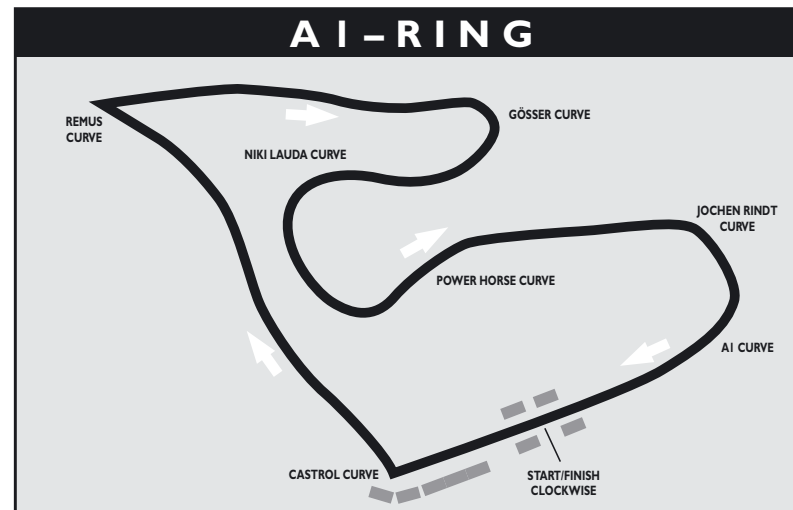 A1–RING
REMUS
CURVE
GÖSSER CURVE
NIKI LAUDA CURVE
JOCHEN RINDT
CURVE
POWER HORSE CURVE
A1 CURVE
CASTROL CURVE
START/FINISH
CLOCKWISE